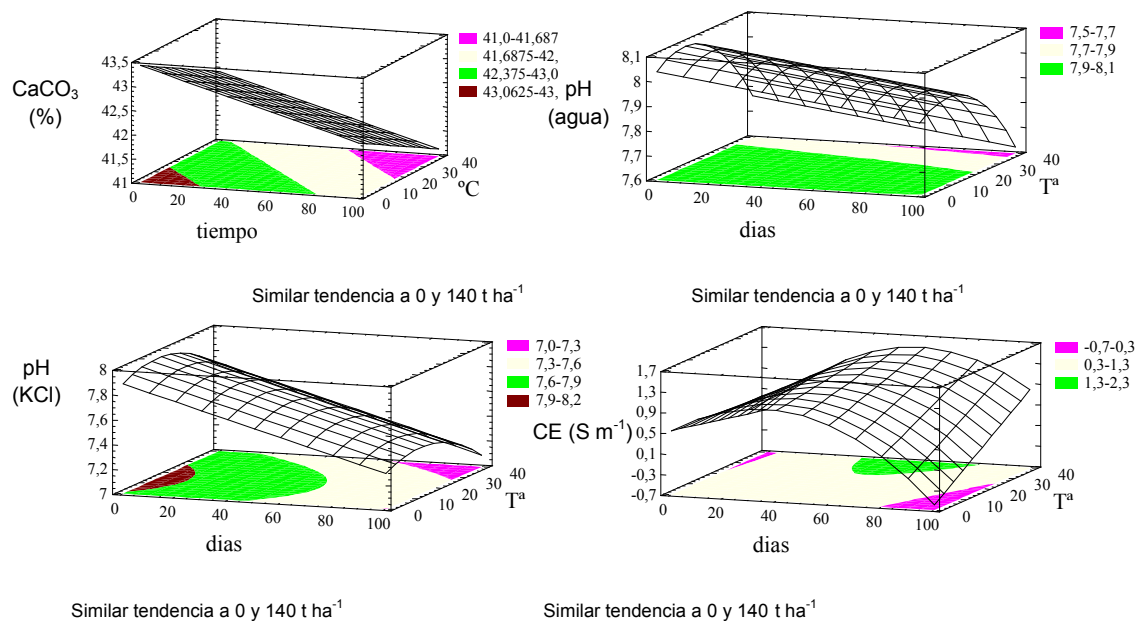 41,0-41,687
41,6875-42,
42,375-43,0
43,0625-43,
CaCO₃
(%)
43,5
43
42,5
42
41,5
41
0 20 40 60 80 100
tiempo
0 10 20 30 40
ºC
7,5-7,7
7,7-7,9
7,9-8,1
pH
(agua)
8,1
8
7,9
7,8
7,7
7,6
0 20 40 60 80 100
dias
0 10 20 30 40
Tª
Similar tendencia a 0 y 140 t ha⁻¹
Similar tendencia a 0 y 140 t ha⁻¹
7,0-7,3
7,3-7,6
7,6-7,9
7,9-8,2
pH
(KCl)
8
7,8
7,6
7,4
7,2
7
0 20 40 60 80 100
dias
0 10 20 30 40
Tª
-0,7-0,3
0,3-1,3
1,3-2,3
CE (S m⁻¹)
1,7
1,3
0,9
0,5
0,1
-0,3
-0,7
0 20 40 60 80 100
dias
0 10 20 30 40
Tª
Similar tendencia a 0 y 140 t ha⁻¹
Similar tendencia a 0 y 140 t ha⁻¹